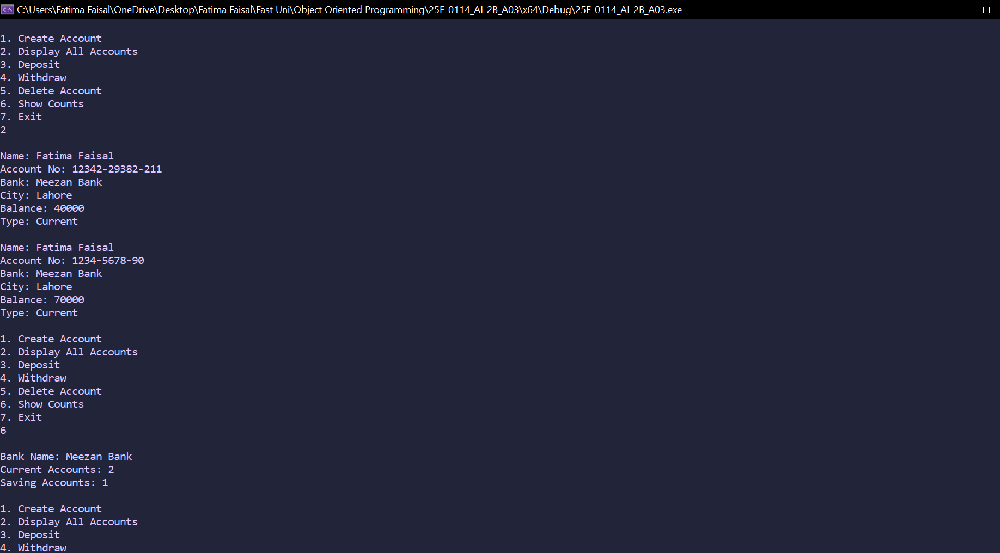 C:\Users\Fatima Faisal\OneDrive\Desktop\Fatima Faisal\Fast Uni\Object Oriented Programming\25F-0114_AI-2B_A03\x64\Debug\25F-0114_AI-2B_A03.exe
1. Create Account
2. Display All Accounts
3. Deposit
4. Withdraw
5. Delete Account
6. Show Counts
7. Exit
2
Name: Fatima Faisal
Account No: 12342-29382-211
Bank: Meezan Bank
City: Lahore
Balance: 40000
Type: Current
Name: Fatima Faisal
Account No: 1234-5678-90
Bank: Meezan Bank
City: Lahore
Balance: 70000
Type: Current
1. Create Account
2. Display All Accounts
3. Deposit
4. Withdraw
5. Delete Account
6. Show Counts
7. Exit
6
Bank Name: Meezan Bank
Current Accounts: 2
Saving Accounts: 1
1. Create Account
2. Display All Accounts
3. Deposit
4. Withdraw